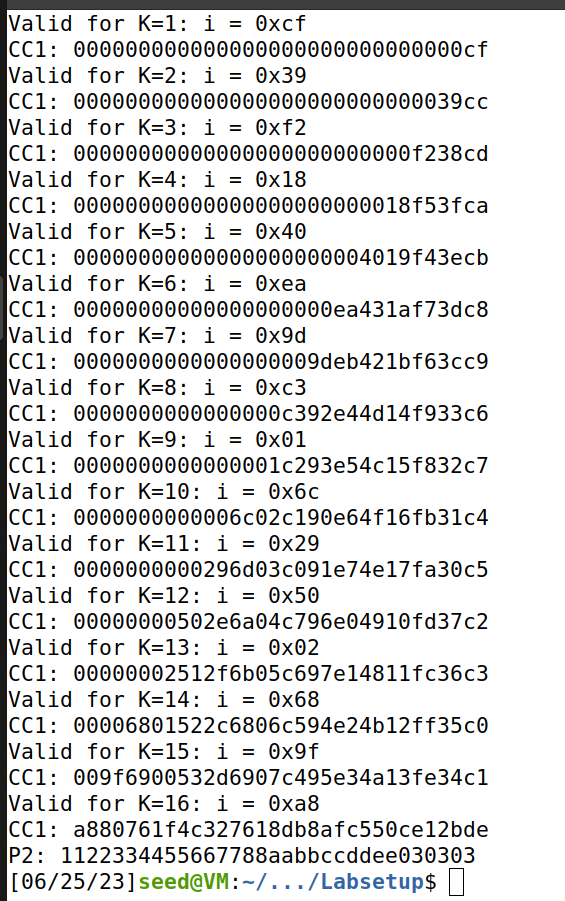 Valid for K=1: i = 0xcf
CC1: 000000000000000000000000000000cf
Valid for K=2: i = 0x39
CC1: 000000000000000000000000000039cc
Valid for K=3: i = 0xf2
CC1: 00000000000000000000000000f238cd
Valid for K=4: i = 0x18
CC1: 00000000000000000000000018f53fca
Valid for K=5: i = 0x40
CC1: 00000000000000000000004019f43ecb
Valid for K=6: i = 0xea
CC1: 00000000000000000000ea431af73dc8
Valid for K=7: i = 0x9d
CC1: 0000000000000000009deb421bf63cc9
Valid for K=8: i = 0xc3
CC1: 0000000000000000c392e44d14f933c6
Valid for K=9: i = 0x01
CC1: 0000000000000001c293e54c15f832c7
Valid for K=10: i = 0x6c
CC1: 0000000000006c02c190e64f16fb31c4
Valid for K=11: i = 0x29
CC1: 0000000000296d03c091e74e17fa30c5
Valid for K=12: i = 0x50
CC1: 00000000502e6a04c796e04910fd37c2
Valid for K=13: i = 0x02
CC1: 00000002512f6b05c697e14811fc36c3
Valid for K=14: i = 0x68
CC1: 00006801522c6806c594e24b12ff35c0
Valid for K=15: i = 0x9f
CC1: 009f6900532d6907c495e34a13fe34c1
Valid for K=16: i = 0xa8
CC1: a880761f4c327618db8afc550ce12bde
P2: 1122334455667788aabbccddee030303
[06/25/23]seed@VM:~/.../Labsetup$